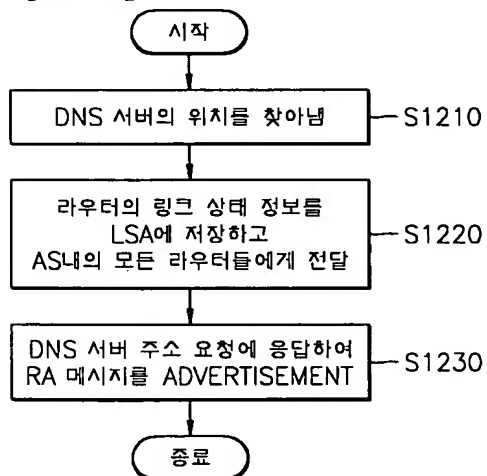 시작
DNS 서버의 위치를 찾아냄
S1210
라우터의 링크 상태 정보를
LSA에 저장하고
AS내의 모든 라우터들에게 전달
S1220
DNS 서버 주소 요청에 응답하여
RA 메시지를 ADVERTISEMENT
S1230
종료